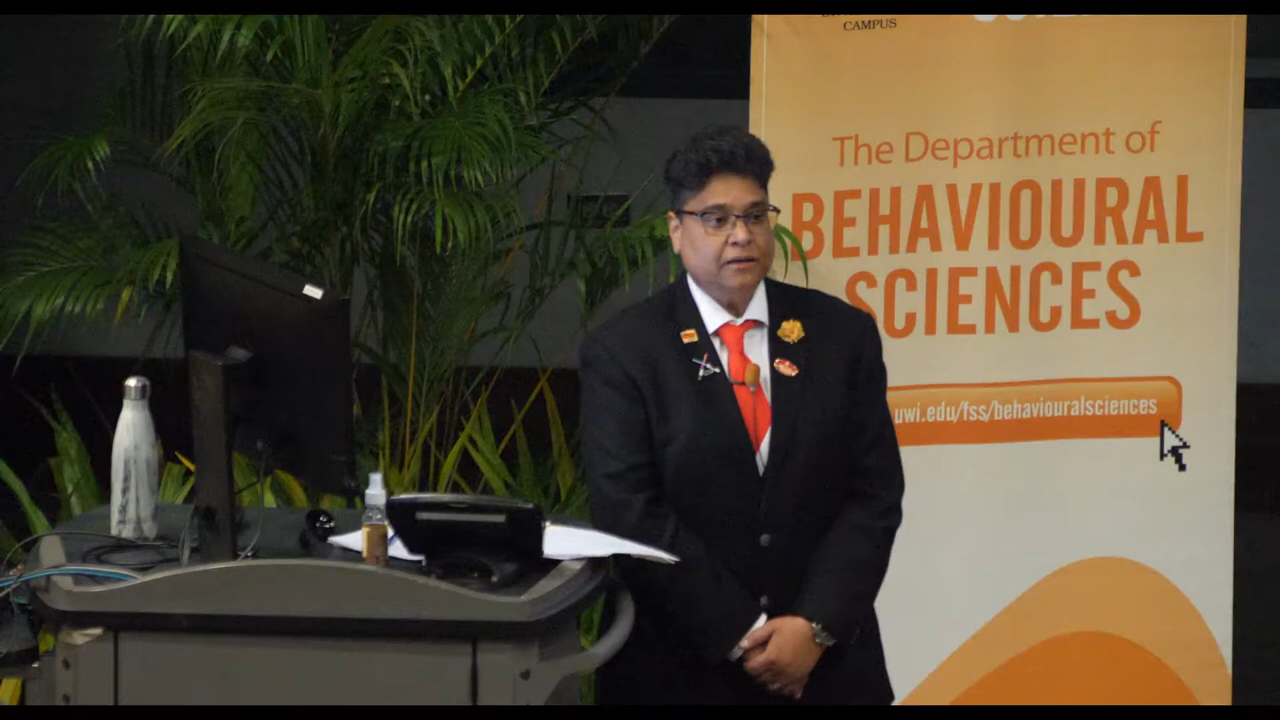 CAMPUS
The Department of
BEHAVIOURAL
SCIENCES
uwi.edu/fss/behaviouralsciences